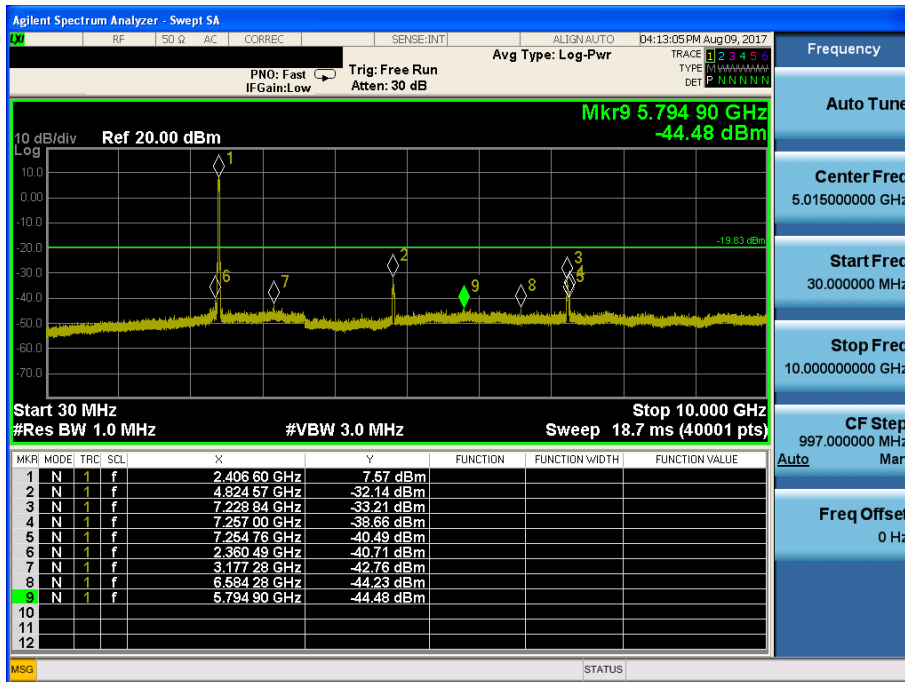 Agilent Spectrum Analyzer - Swept SA
LXI RF 50 Ω AC CORREC SENSE:INT ALIGN AUTO 04:13:05 PM Aug 09, 2017
Frequency
Avg Type: Log-Pwr
TRACE 1 2 3 4 5 6
PNO: Fast Trig: Free Run
TYPE M WWWWW
IFGain:Low Atten: 30 dB
DET P N N N N N
Auto Tune
Mkr9 5.794 90 GHz
-44.48 dBm
10 dB/div Ref 20.00 dBm
Log
10.0
0.00
-10.0
-20.0
-30.0
-40.0
-50.0
-60.0
-70.0
1
2
3
4
5
6
7
8
9
-19.83 dBm
Center Freq
5.015000000 GHz
Start Freq
30.000000 MHz
Stop Freq
10.000000000 GHz
Start 30 MHz Stop 10.000 GHz
#Res BW 1.0 MHz #VBW 3.0 MHz Sweep 18.7 ms (40001 pts)
CF Step
997.000000 MHz
Auto Man
Freq Offset
0 Hz
MKR MODE TRC SCL X Y FUNCTION FUNCTION WIDTH FUNCTION VALUE
1 N 1 f 2.406 60 GHz 7.57 dBm
2 N 1 f 4.824 57 GHz -32.14 dBm
3 N 1 f 7.228 84 GHz -33.21 dBm
4 N 1 f 7.257 00 GHz -38.66 dBm
5 N 1 f 7.254 76 GHz -40.49 dBm
6 N 1 f 2.360 49 GHz -40.71 dBm
7 N 1 f 3.177 28 GHz -42.76 dBm
8 N 1 f 6.584 28 GHz -44.23 dBm
9 N 1 f 5.794 90 GHz -44.48 dBm
10
11
12
MSG STATUS